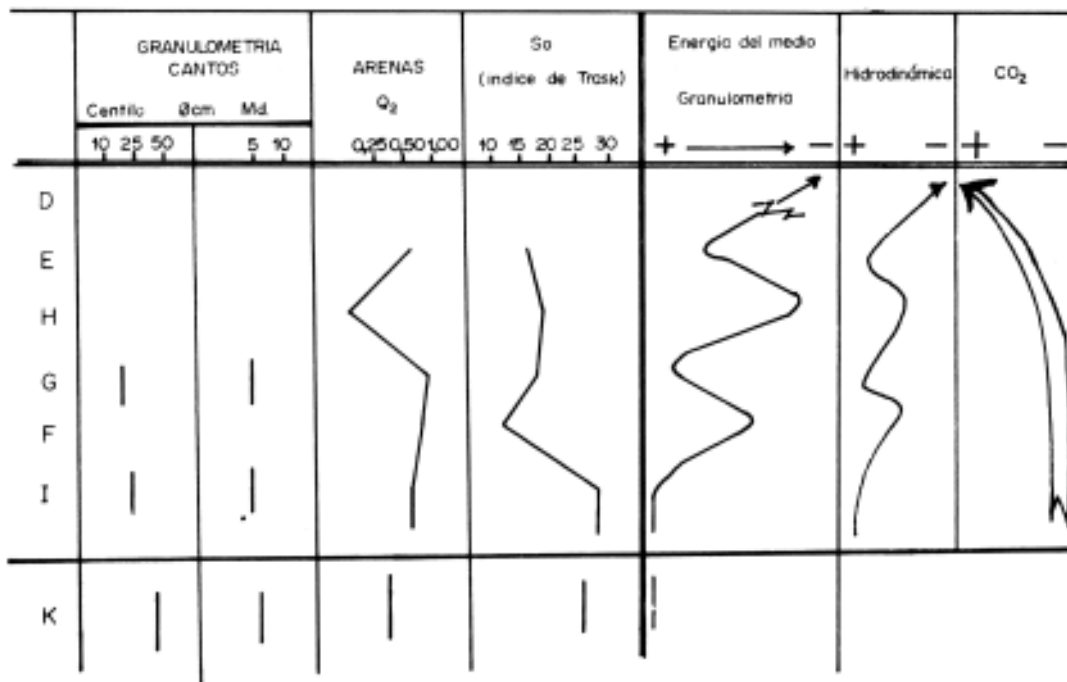 GRANULOMETRIA
CANTOS
Centilo Øcm Md.
10 25 50
5 10
ARENAS
Q₂
0,25 0,50 1,00
So
(indice de Trask)
10 15 20 25 30
Energia del medio
Granulometria
+ −
Hidrodinámica
+ −
CO₂
+ −
D
E
H
G
F
I
K